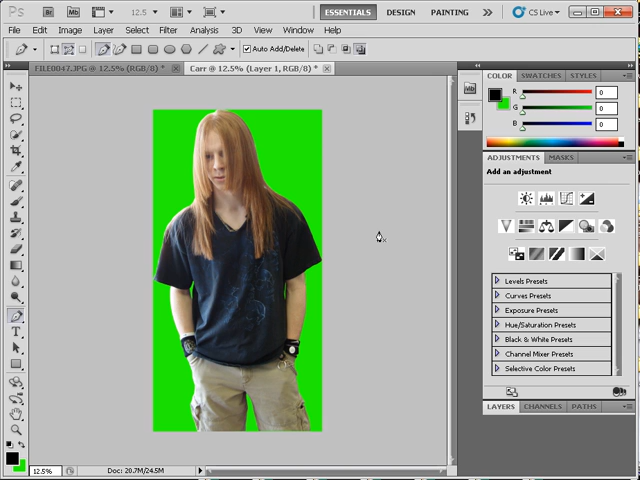 Ps Br Mb 12.5 ESSENTIALS DESIGN PAINTING >> CS Live
File Edit Image Layer Select Filter Analysis 3D View Window Help
Auto Add/Delete
FILE0047.JPG @ 12.5% (RGB/8) * Carr @ 12.5% (Layer 1, RGB/8) *
COLOR SWATCHES STYLES
Mb
R 0
G 0
B 0
ADJUSTMENTS MASKS
Add an adjustment
Levels Presets
Curves Presets
Exposure Presets
Hue/Saturation Presets
Black & White Presets
Channel Mixer Presets
Selective Color Presets
LAYERS CHANNELS PATHS
T
12.5% Doc: 20.7M/24.5M